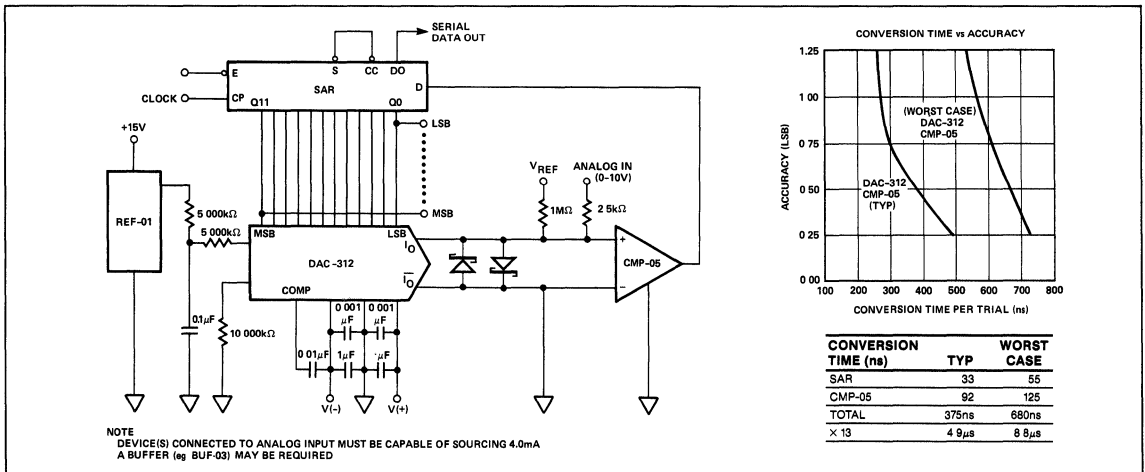 SERIAL
DATA OUT
E
S
CC
DO
SAR
D
CLOCK
CP
Q11
Q0
LSB
+15V
REF-01
5 000kΩ
5 000kΩ
MSB
VREF
ANALOG IN
(0–10V)
1MΩ
2 5kΩ
MSB
LSB
IO
DAC-312
IO
COMP
+
CMP-05
−
0.1μF
10 000kΩ
0 001
μF
0 001
μF
0 01μF
1μF
μF
V(-)
V(+)
NOTE
DEVICE(S) CONNECTED TO ANALOG INPUT MUST BE CAPABLE OF SOURCING 4.0mA
A BUFFER (eg BUF-03) MAY BE REQUIRED
CONVERSION TIME vs ACCURACY
1.25
1 00
0 75
0 50
0 25
0 00
ACCURACY (LSB)
(WORST CASE)
DAC-312
CMP-05
DAC-312
CMP-05
(TYP)
100 200 300 400 500 600 700 800
CONVERSION TIME PER TRIAL (ns)
CONVERSION TIME (ns) TYP WORST CASE
SAR 33 55
CMP-05 92 125
TOTAL 375ns 680ns
× 13 4 9μs 8 8μs